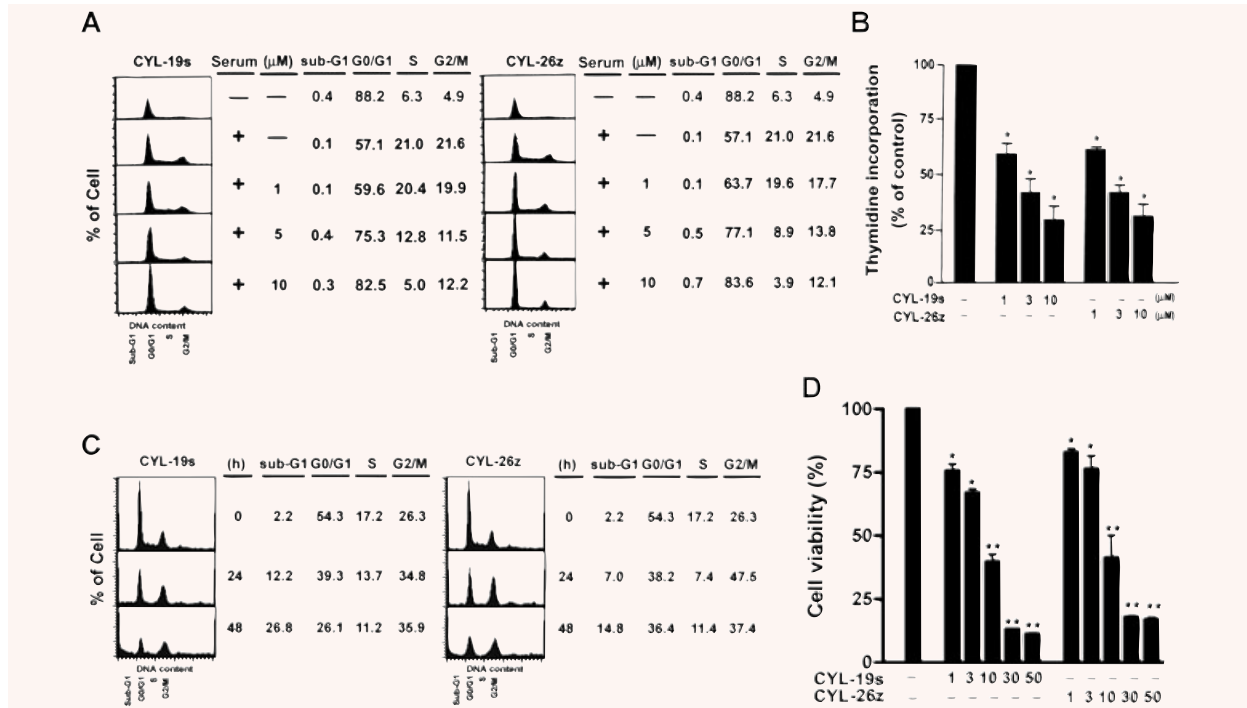 A
CYL-19s Serum (μM) sub-G1 G0/G1 S G2/M
— — 0.4 88.2 6.3 4.9
+ — 0.1 57.1 21.0 21.6
+ 1 0.1 59.6 20.4 19.9
+ 5 0.4 75.3 12.8 11.5
+ 10 0.3 82.5 5.0 12.2
% of Cell
DNA content
Sub-G1 G0/G1 S G2/M
CYL-26z Serum (μM) sub-G1 G0/G1 S G2/M
— — 0.4 88.2 6.3 4.9
+ — 0.1 57.1 21.0 21.6
+ 1 0.1 63.7 19.6 17.7
+ 5 0.5 77.1 8.9 13.8
+ 10 0.7 83.6 3.9 12.1
DNA content
Sub-G1 G0/G1 S G2/M
B
Thymidine incorporation
(% of control)
100
75
50
25
0
* * * * * *
CYL-19s – 1 3 10 – – – (μM)
CYL-26z – – – – 1 3 10 (μM)
C
CYL-19s (h) sub-G1 G0/G1 S G2/M
0 2.2 54.3 17.2 26.3
24 12.2 39.3 13.7 34.8
48 26.8 26.1 11.2 35.9
% of Cell
DNA content
Sub-G1 G0/G1 S G2/M
CYL-26z (h) sub-G1 G0/G1 S G2/M
0 2.2 54.3 17.2 26.3
24 7.0 38.2 7.4 47.5
48 14.8 36.4 11.4 37.4
DNA content
Sub-G1 G0/G1 S G2/M
D
Cell viability (%)
100
75
50
25
0
* * ** ** ** * * ** ** **
CYL-19s – 1 3 10 30 50 – – – – –
CYL-26z – – – – – – 1 3 10 30 50